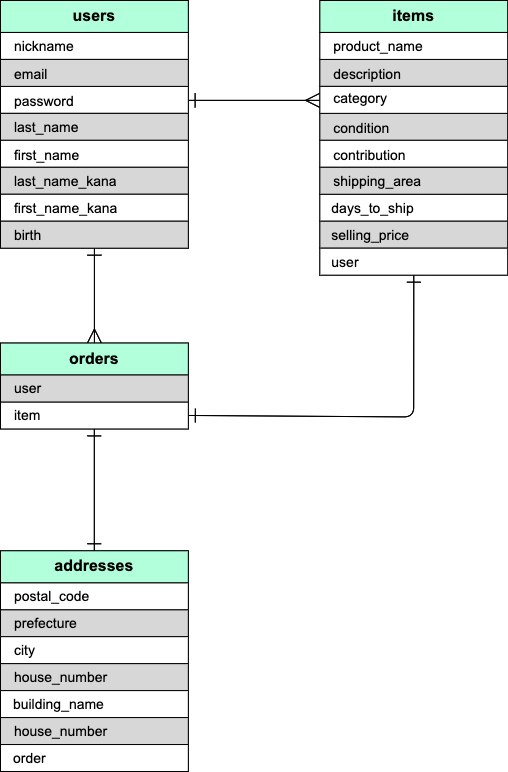 users
nickname
email
password
last_name
first_name
last_name_kana
first_name_kana
birth
items
product_name
description
category
condition
contribution
shipping_area
days_to_ship
selling_price
user
orders
user
item
addresses
postal_code
prefecture
city
house_number
building_name
house_number
order